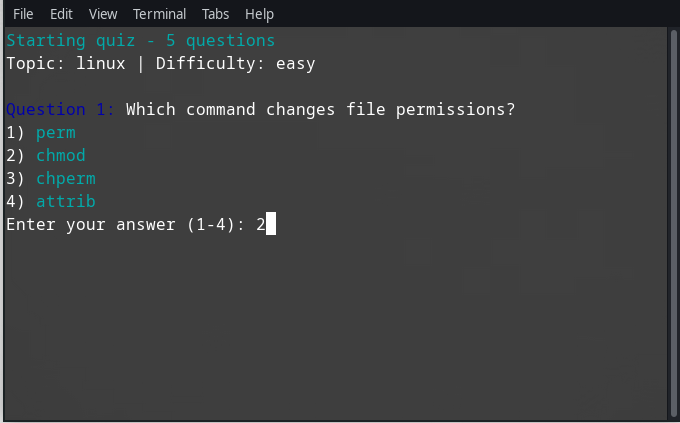 File Edit View Terminal Tabs Help
Starting quiz - 5 questions
Topic: linux | Difficulty: easy
Question 1: Which command changes file permissions?
1) perm
2) chmod
3) chperm
4) attrib
Enter your answer (1-4): 2